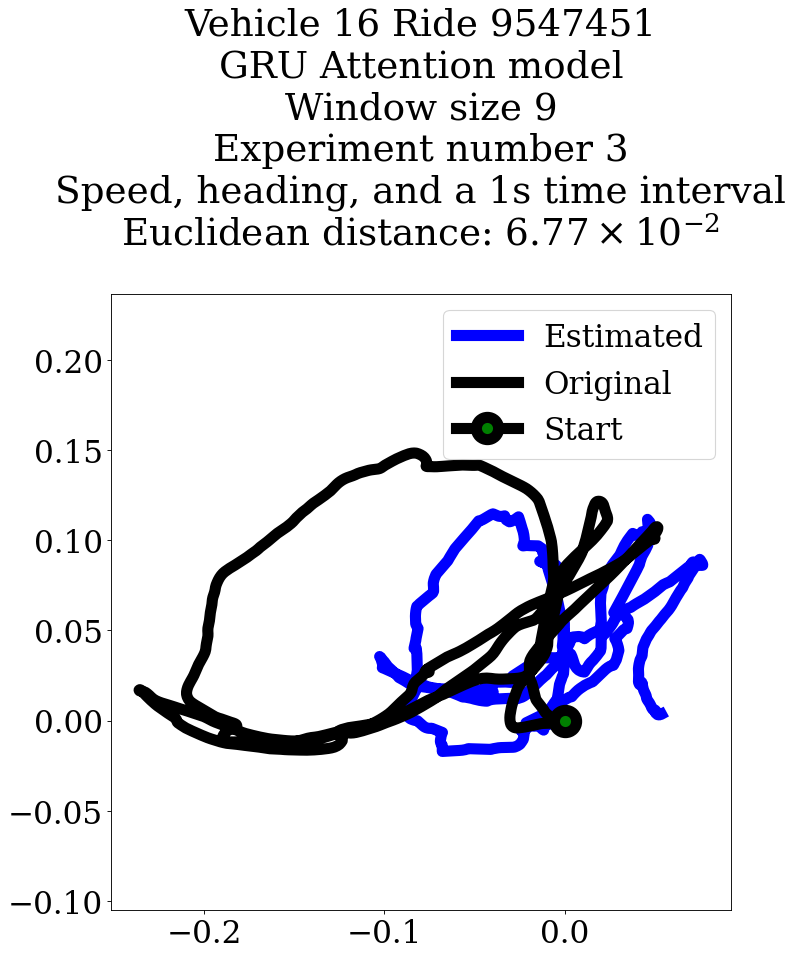 Vehicle 16 Ride 9547451
GRU Attention model
Window size 9
Experiment number 3
Speed, heading, and a 1s time interval
Euclidean distance: 6.77 × 10⁻²
Estimated
Original
Start
0.20
0.15
0.10
0.05
0.00
−0.05
−0.10
−0.2
−0.1
0.0